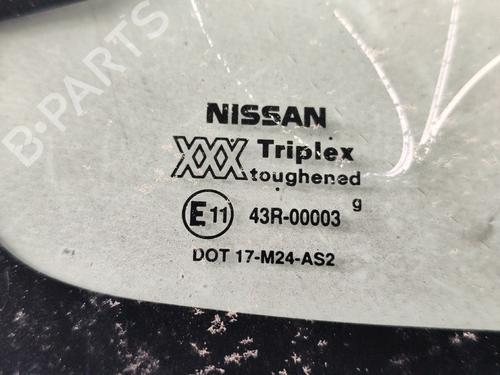 B-PARTS
NISSAN
XXX Triplex
toughened
E11 43R-00003 g
DOT 17-M24-AS2